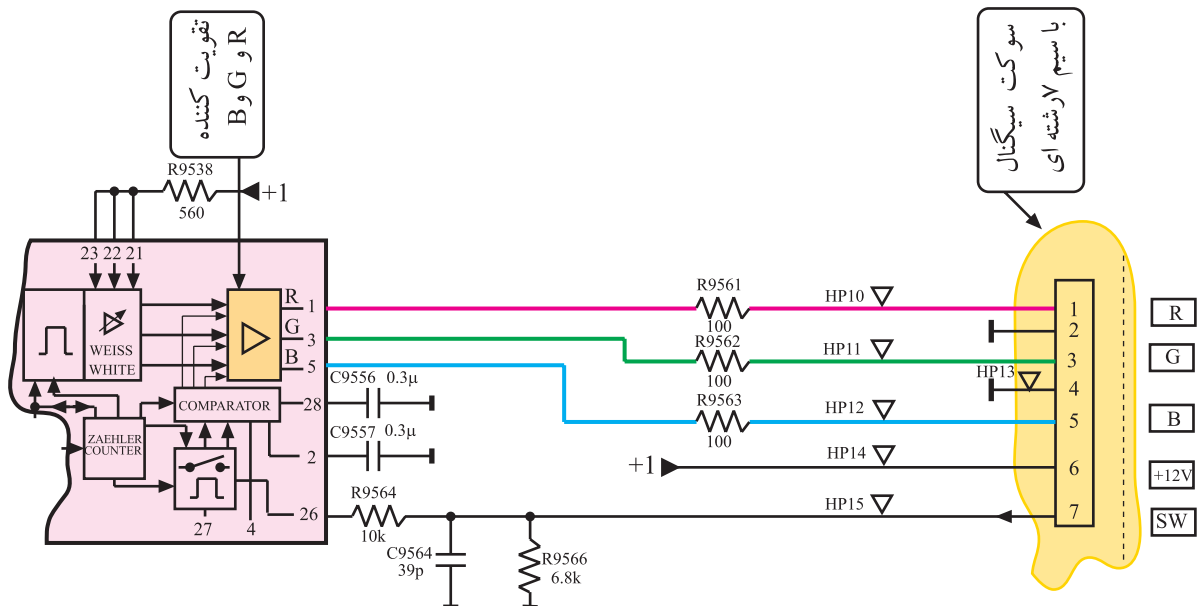 تقویت کننده
R و G و
B
سوکت سیگنال
با سیم ۷رشته ای
R9538
560
+1
23 22 21
WEISS
WHITE
R
1
G
3
B
5
COMPARATOR
28
2
ZAEHLER
COUNTER
27
4
26
C9556 0.3µ
C9557 0.3µ
R9564
10k
C9564
39p
R9566
6.8k
R9561
100
R9562
100
R9563
100
HP10
HP11
HP13
HP12
HP14
+1
HP15
1
2
3
4
5
6
7
R
G
B
+12V
SW